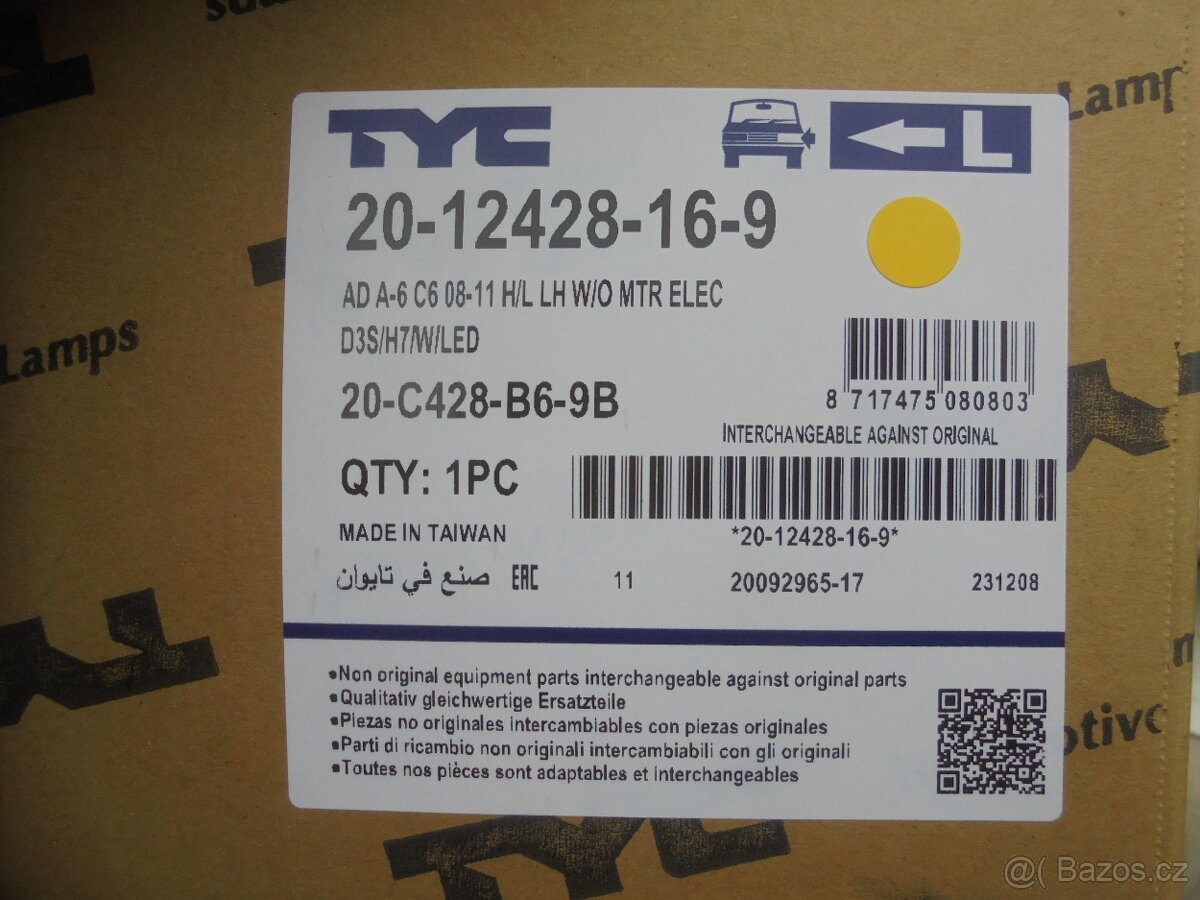 TYC
L
20-12428-16-9
AD A-6 C6 08-11 H/L LH W/O MTR ELEC
D3S/H7/W/LED
20-C428-B6-9B
8 717475 080803
INTERCHANGEABLE AGAINST ORIGINAL
QTY: 1PC
MADE IN TAIWAN
*20-12428-16-9*
صنع في تايوان EAC 11 20092965-17 231208
•Non original equipment parts interchangeable against original parts
•Qualitativ gleichwertige Ersatzteile
•Piezas no originales intercambiables con piezas originales
•Parti di ricambio non originali intercambiabili con gli originali
•Toutes nos pièces sont adaptables et interchangeables
Lamps
Lamp
otive
TYC
@( Bazos.cz